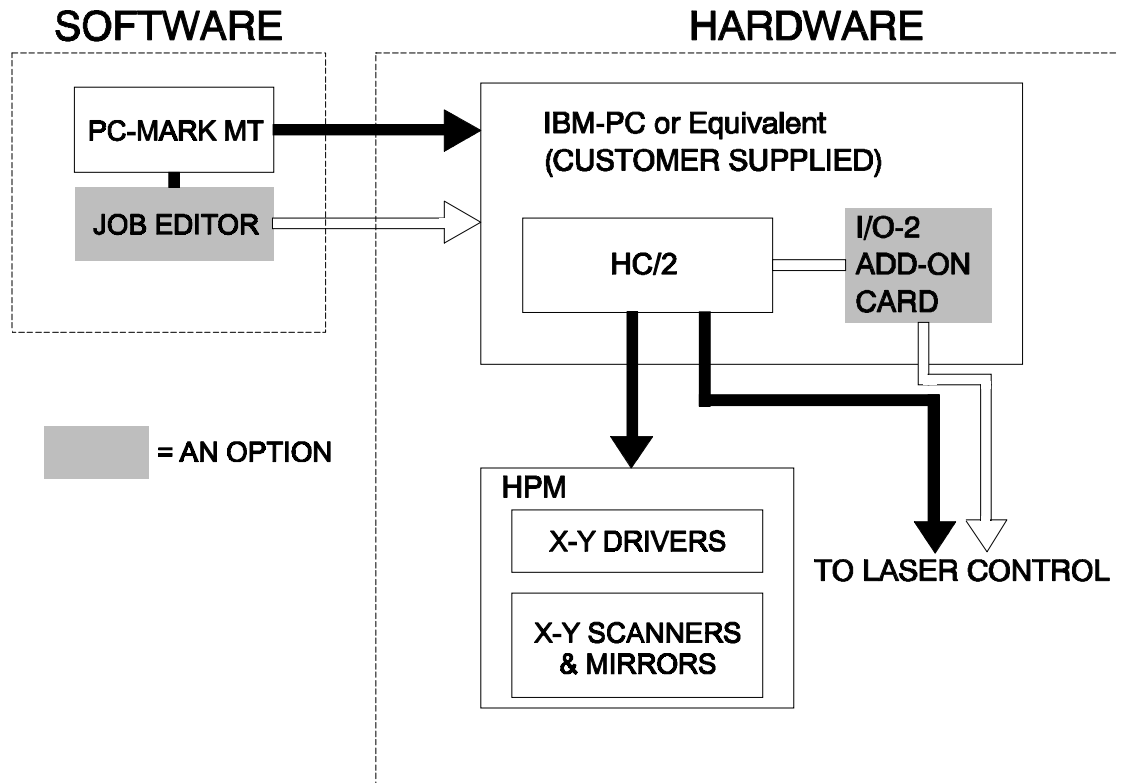 SOFTWARE
HARDWARE
PC-MARK MT
JOB EDITOR
IBM-PC or Equivalent
(CUSTOMER SUPPLIED)
HC/2
I/O-2
ADD-ON
CARD
= AN OPTION
HPM
X-Y DRIVERS
X-Y SCANNERS
& MIRRORS
TO LASER CONTROL